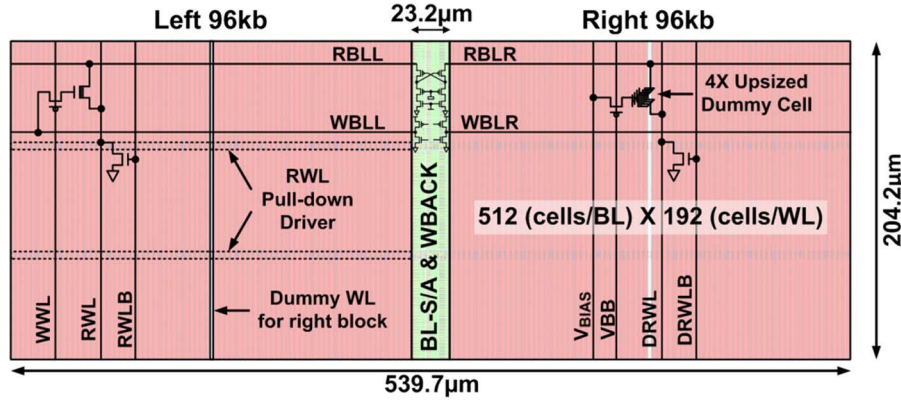 Left 96kb
23.2µm
Right 96kb
RBLL
RBLR
4X Upsized
Dummy Cell
WBLL
WBLR
RWL
Pull-down
Driver
BL-S/A & WBACK
512 (cells/BL) X 192 (cells/WL)
204.2µm
Dummy WL
for right block
WWL
RWL
RWLB
VBIAS
VBB
DRWL
DRWLB
539.7µm